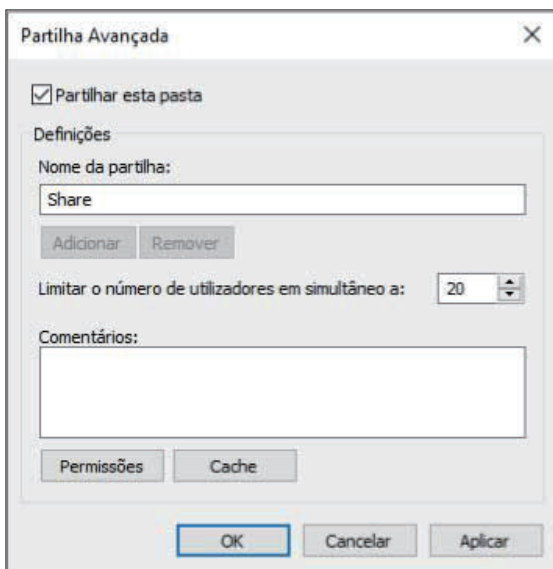 Partilha Avançada
Partilhar esta pasta
Definições
Nome da partilha:
Share
Adicionar Remover
Limitar o número de utilizadores em simultâneo a: 20
Comentários:
Permissões Cache
OK Cancelar Aplicar